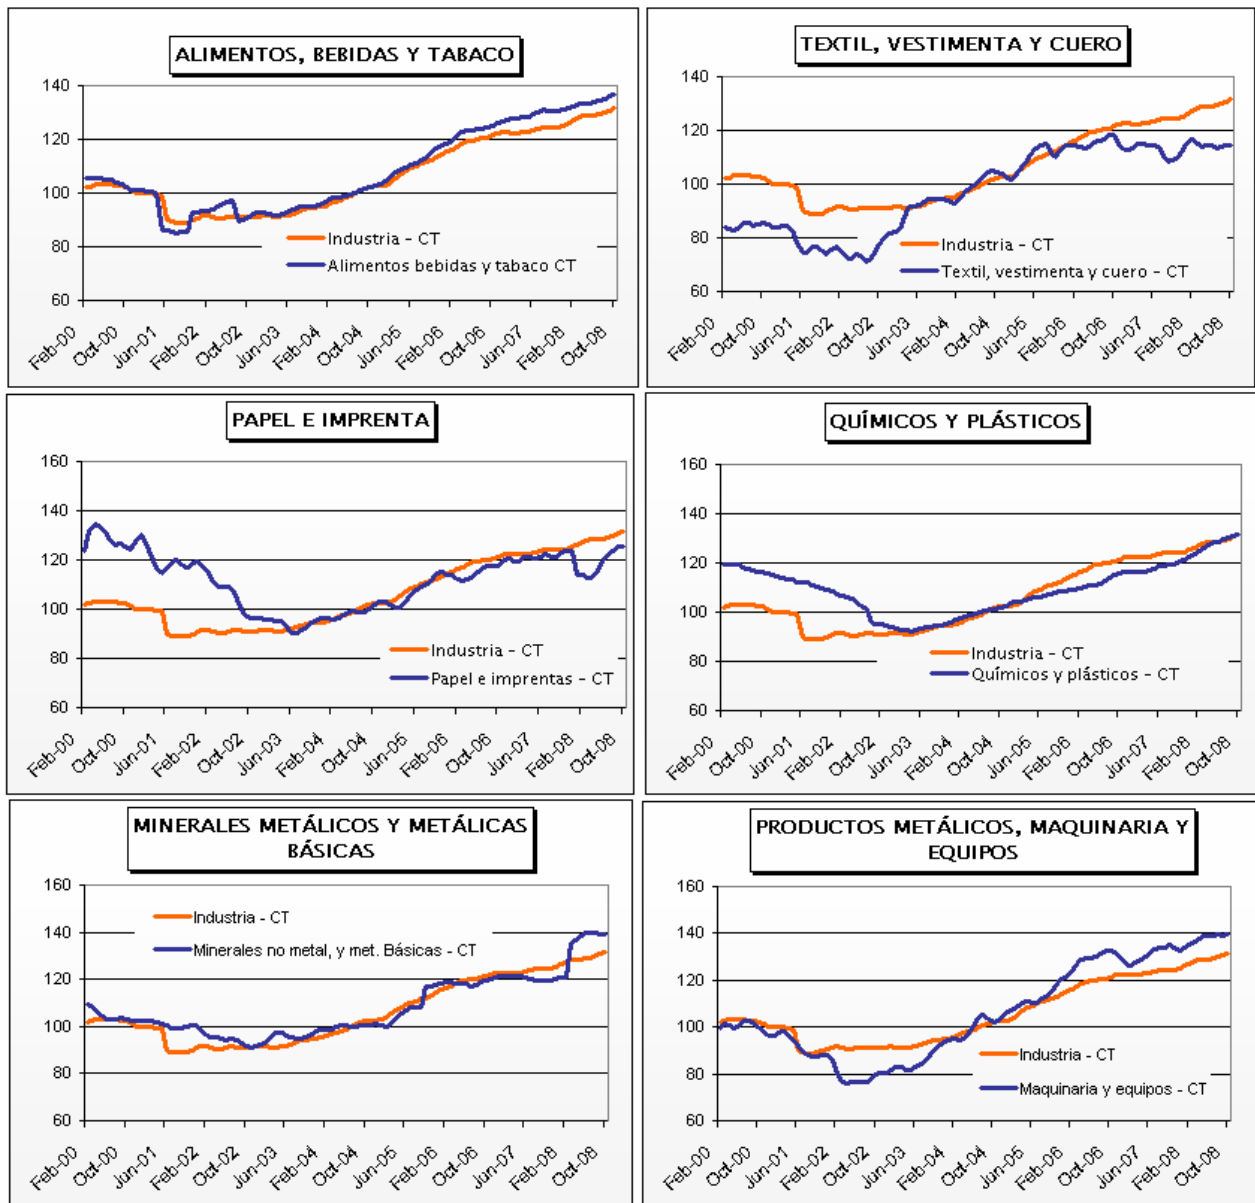 ALIMENTOS, BEBIDAS Y TABACO
140
120
100
80
60
Industria - CT
Alimentos bebidas y tabaco CT
Feb-00
Oct-00
Jun-01
Feb-02
Oct-02
Jun-03
Feb-04
Oct-04
Jun-05
Feb-06
Oct-06
Jun-07
Feb-08
Oct-08
TEXTIL, VESTIMENTA Y CUERO
140
120
100
80
60
Industria - CT
Textil, vestimenta y cuero - CT
Feb-00
Oct-00
Jun-01
Feb-02
Oct-02
Jun-03
Feb-04
Oct-04
Jun-05
Feb-06
Oct-06
Jun-07
Feb-08
Oct-08
PAPEL E IMPRENTA
160
140
120
100
80
60
Industria - CT
Papel e imprentas - CT
Feb-00
Oct-00
Jun-01
Feb-02
Oct-02
Jun-03
Feb-04
Oct-04
Jun-05
Feb-06
Oct-06
Jun-07
Feb-08
Oct-08
QUÍMICOS Y PLÁSTICOS
160
140
120
100
80
60
Industria - CT
Químicos y plásticos - CT
Feb-00
Oct-00
Jun-01
Feb-02
Oct-02
Jun-03
Feb-04
Oct-04
Jun-05
Feb-06
Oct-06
Jun-07
Feb-08
Oct-08
MINERALES METÁLICOS Y METÁLICAS
BÁSICAS
160
140
120
100
80
60
Industria - CT
Minerales no metal, y met. Básicas - CT
Feb-00
Oct-00
Jun-01
Feb-02
Oct-02
Jun-03
Feb-04
Oct-04
Jun-05
Feb-06
Oct-06
Jun-07
Feb-08
Oct-08
PRODUCTOS METÁLICOS, MAQUINARIA Y
EQUIPOS
160
140
120
100
80
60
Industria - CT
Maquinaria y equipos - CT
Feb-00
Oct-00
Jun-01
Feb-02
Oct-02
Jun-03
Feb-04
Oct-04
Jun-05
Feb-06
Oct-06
Jun-07
Feb-08
Oct-08